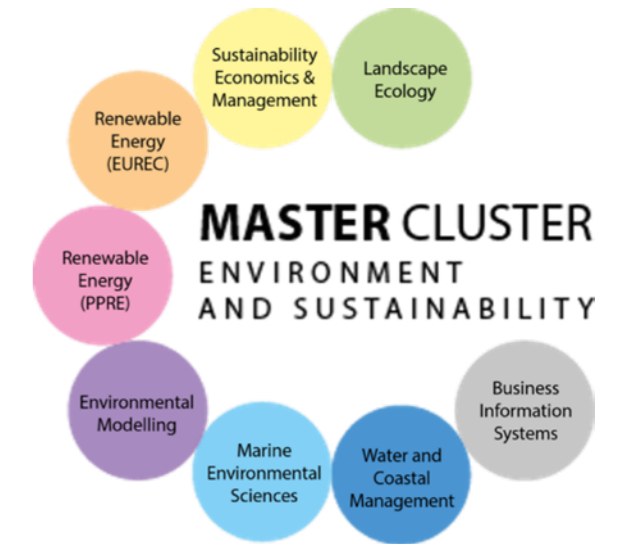 Sustainability
Economics &
Management
Landscape
Ecology
Renewable
Energy
(EUREC)
MASTER CLUSTER
ENVIRONMENT
AND SUSTAINABILITY
Renewable
Energy
(PPRE)
Environmental
Modelling
Marine
Environmental
Sciences
Water and
Coastal
Management
Business
Information
Systems